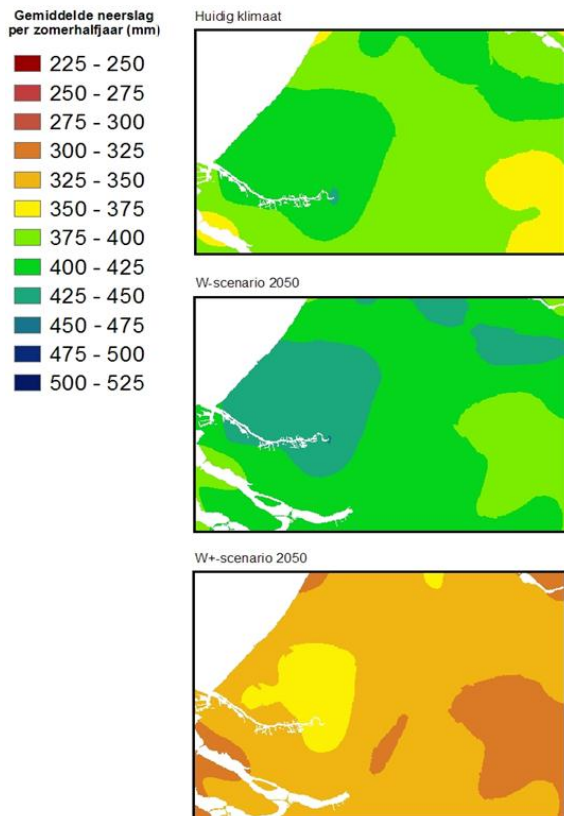 Gemiddelde neerslag
per zomerhalfjaar (mm)
225 - 250
250 - 275
275 - 300
300 - 325
325 - 350
350 - 375
375 - 400
400 - 425
425 - 450
450 - 475
475 - 500
500 - 525
Huidig klimaat
W-scenario 2050
W+-scenario 2050